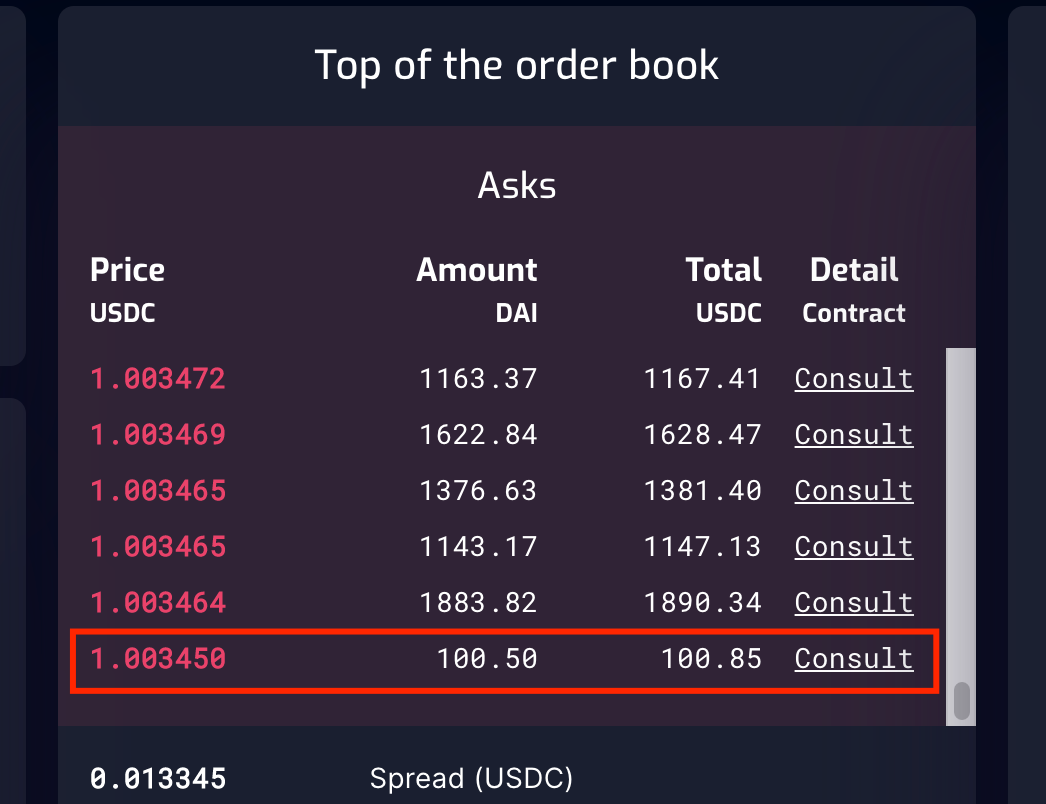 Top of the order book
Asks
Price Amount Total Detail
USDC DAI USDC Contract
1.003472 1163.37 1167.41 Consult
1.003469 1622.84 1628.47 Consult
1.003465 1376.63 1381.40 Consult
1.003465 1143.17 1147.13 Consult
1.003464 1883.82 1890.34 Consult
1.003450 100.50 100.85 Consult
0.013345 Spread (USDC)